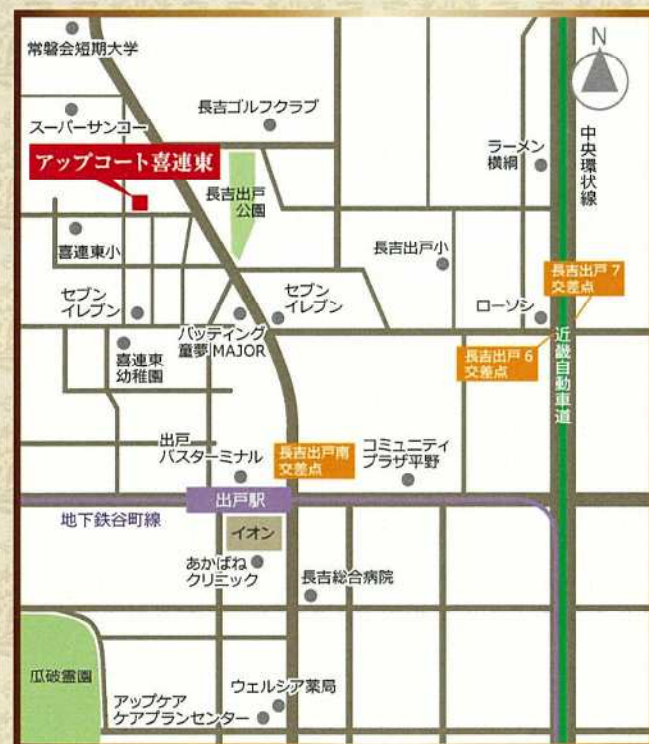 常磐会短期大学
N
長吉ゴルフクラブ
スーパーサンコー
中央環状線
ラーメン
横綱
アップコート喜連東
長吉出戸
公園
喜連東小
長吉出戸小
長吉出戸7
交差点
セブン
イレブン
セブン
イレブン
ローソン
バッティング
童夢MAJOR
長吉出戸6
交差点
近畿自動車道
喜連東
幼稚園
出戸
バスターミナル
長吉出戸南
交差点
コミュニティ
プラザ平野
出戸駅
地下鉄谷町線
イオン
あかばね
クリニック
長吉総合病院
瓜破霊園
ウェルシア薬局
アップケア
ケアプランセンター